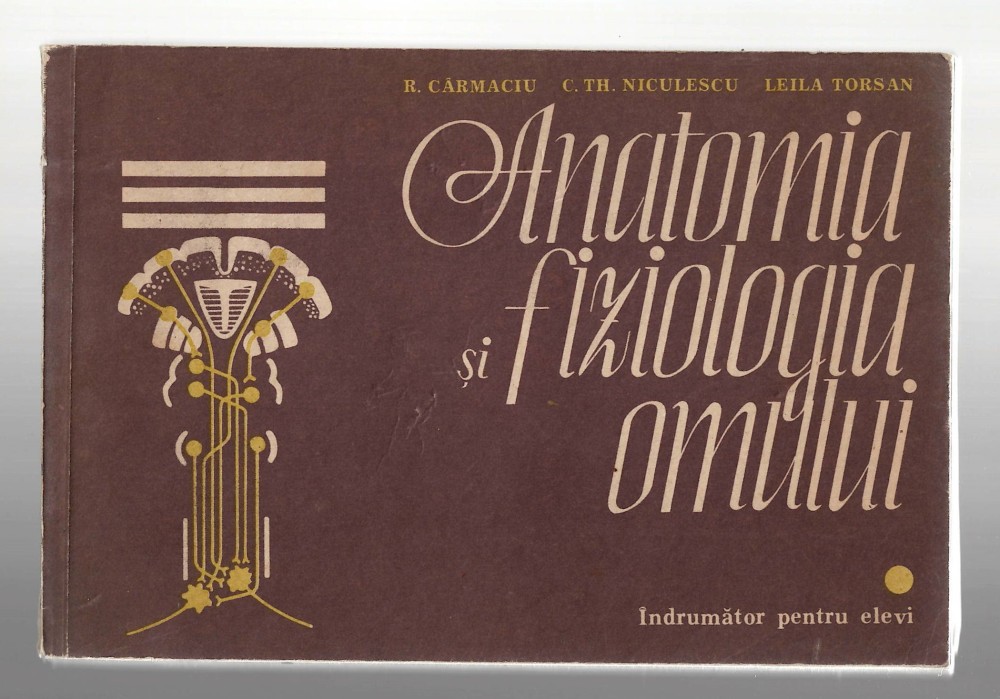 R. CĂRMACIU C. TH. NICULESCU LEILA TORSAN
Anatomia
și fiziologia
omului
Îndrumător pentru elevi